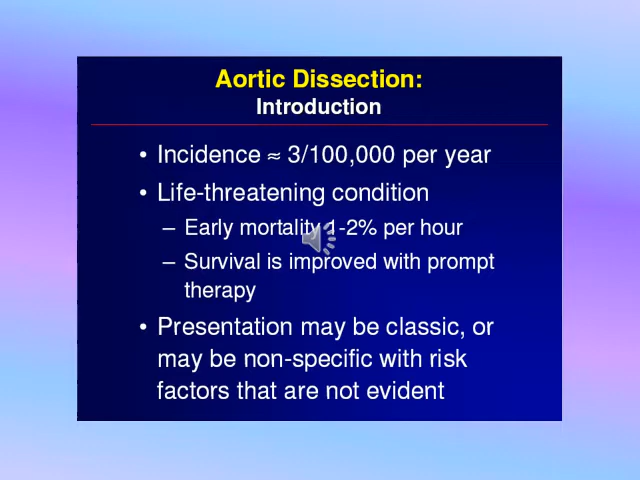 Aortic Dissection:
Introduction
• Incidence ≈ 3/100,000 per year
• Life-threatening condition
– Early mortality 1-2% per hour
– Survival is improved with prompt
therapy
• Presentation may be classic, or
may be non-specific with risk
factors that are not evident